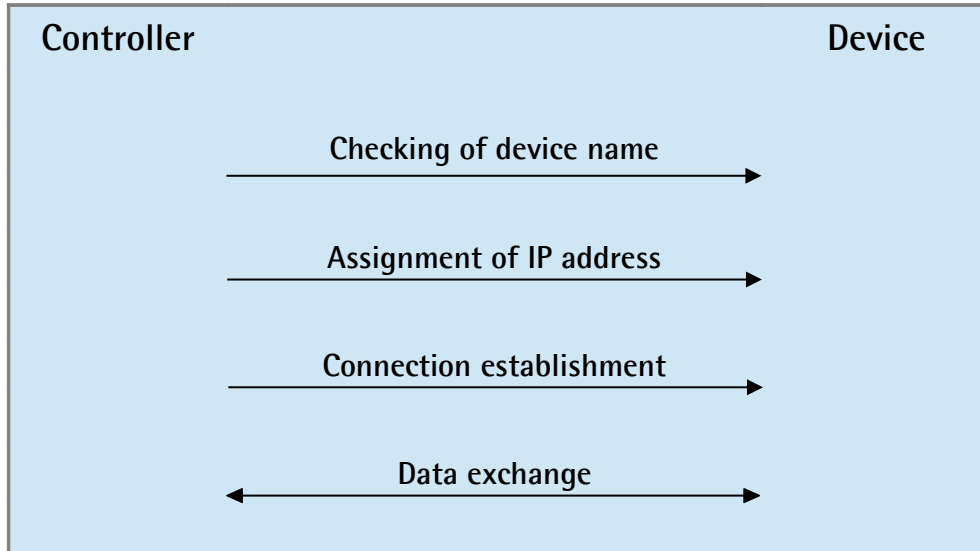 Controller
Device
Checking of device name
Assignment of IP address
Connection establishment
Data exchange